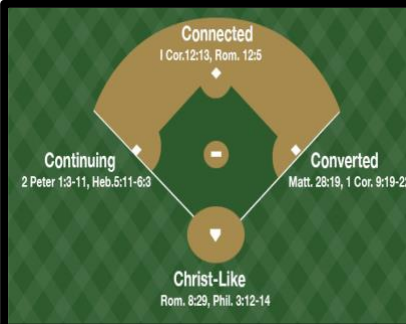 Connected
I Cor.12:13, Rom. 12:5
Continuing
2 Peter 1:3-11, Heb.5:11-6:3
Converted
Matt. 28:19, 1 Cor. 9:19-22
Christ-Like
Rom. 8:29, Phil. 3:12-14